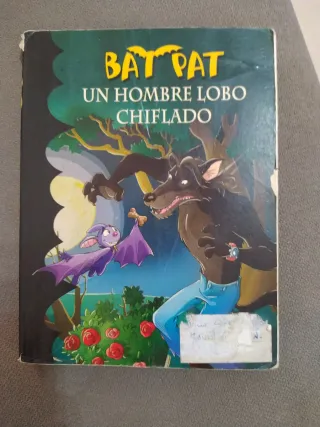 BAT PAT
UN HOMBRE LOBO
CHIFLADO